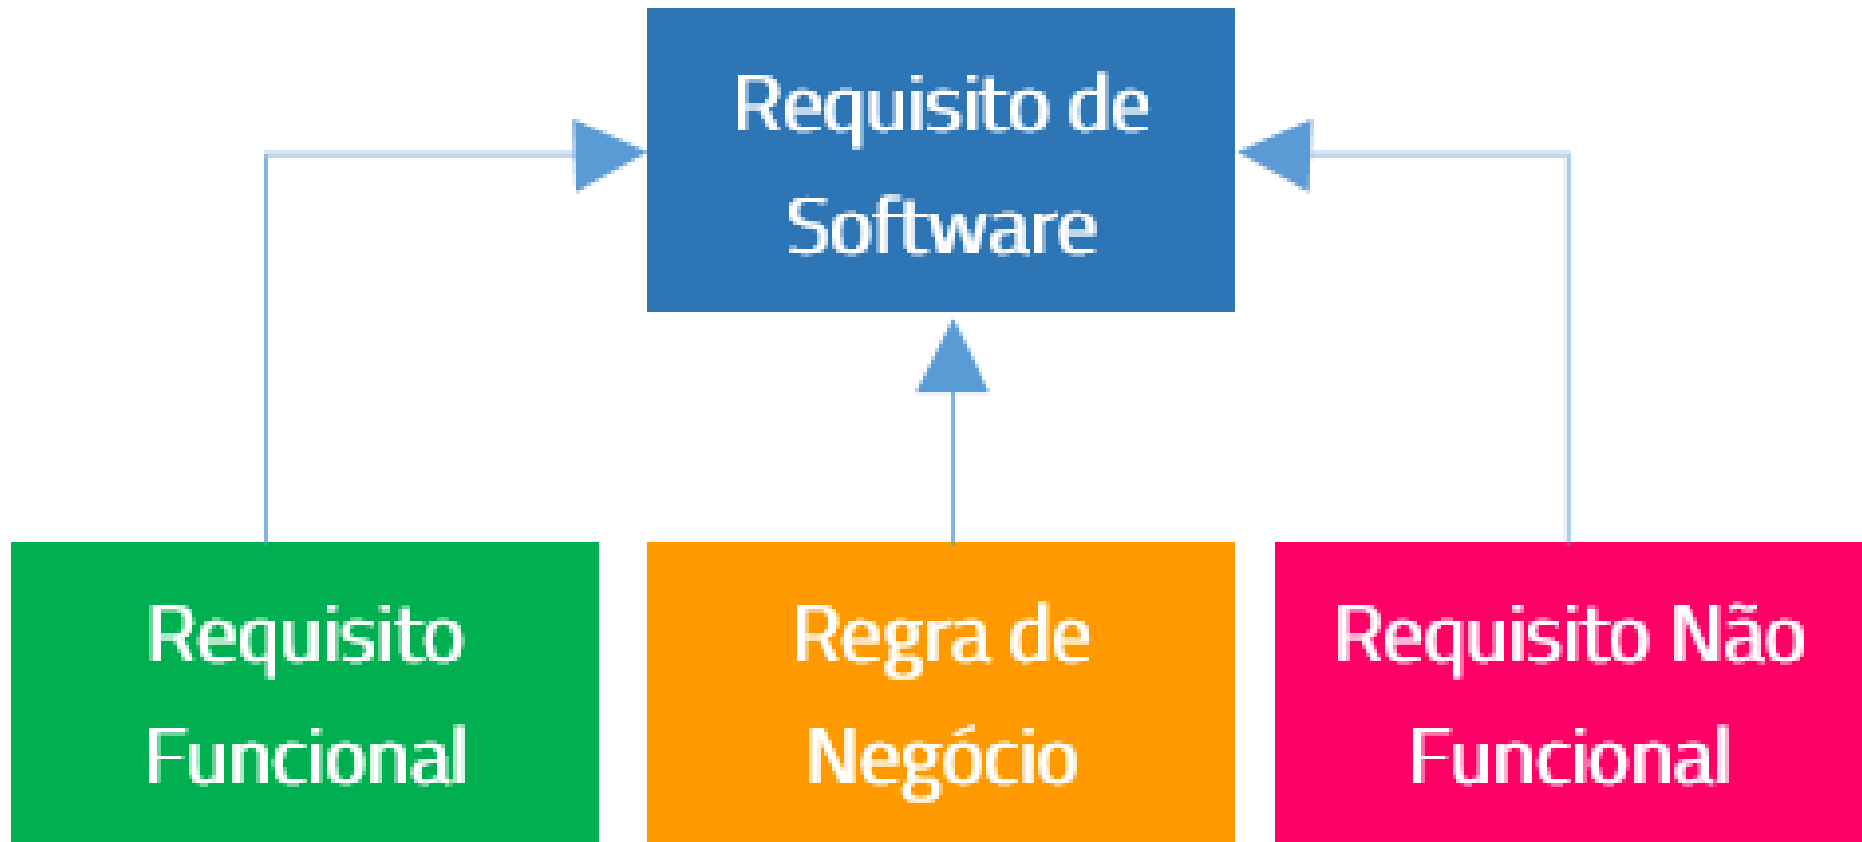 Requisito de
Software
Requisito
Funcional
Regra de
Negócio
Requisito Não
Funcional